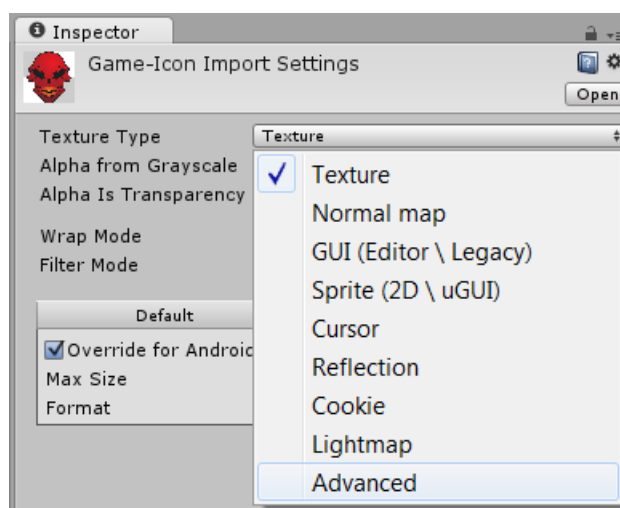 Inspector
Game-Icon Import Settings
Open
Texture Type
Texture
Alpha from Grayscale
Alpha Is Transparency
Wrap Mode
Filter Mode
Default
Override for Android
Max Size
Format
Texture
Normal map
GUI (Editor \ Legacy)
Sprite (2D \ uGUI)
Cursor
Reflection
Cookie
Lightmap
Advanced